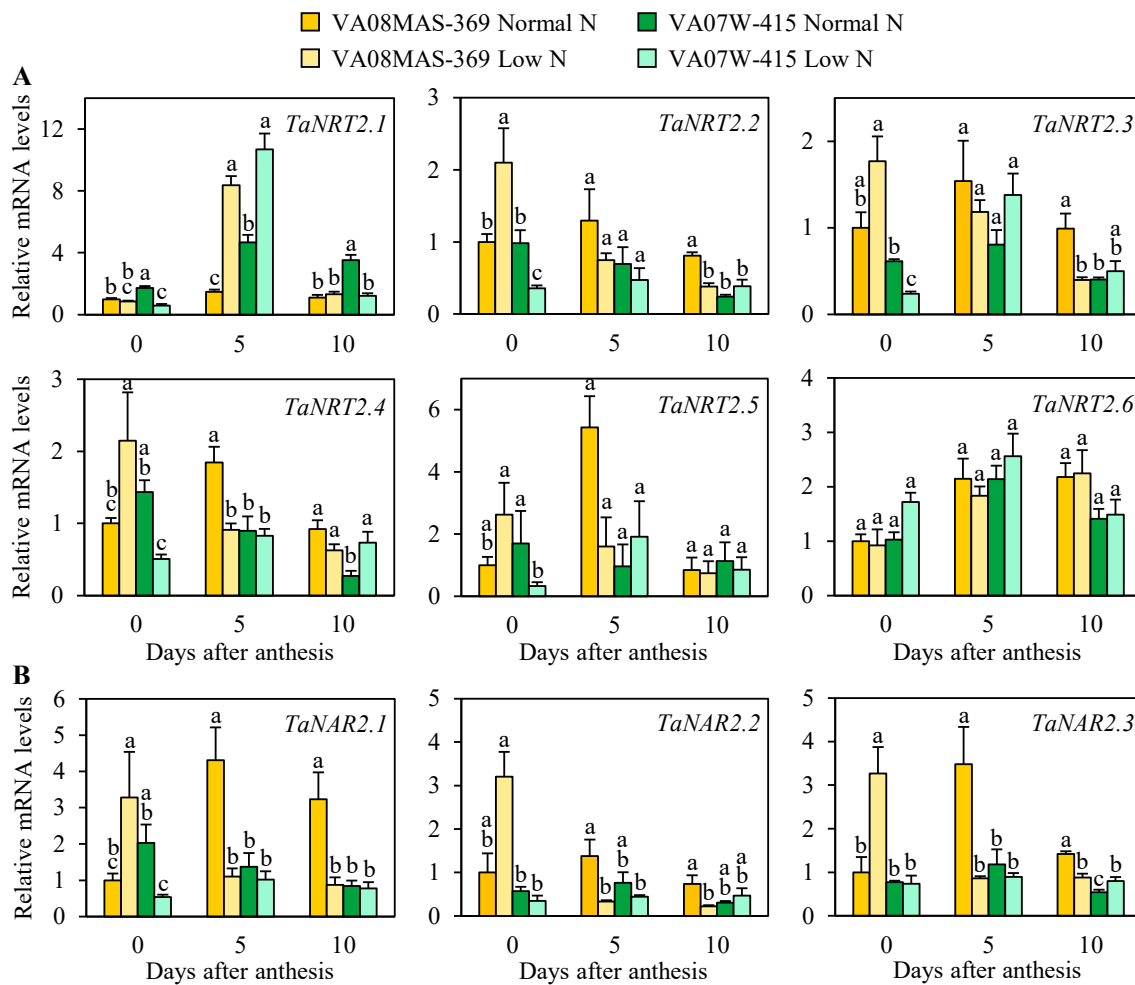 VA08MAS-369 Normal N VA07W-415 Normal N
VA08MAS-369 Low N VA07W-415 Low N
A
Relative mRNA levels
TaNRT2.1
12
8
4
0
b b c a c
c a b a
b b a b
0 5 10
TaNRT2.2
3
2
1
0
b a b c
a a a a
a b b b
0 5 10
TaNRT2.3
2
1
0
a b a b c
a a a a
a b b a b
0 5 10
Relative mRNA levels
TaNRT2.4
3
2
1
0
b c a a b c
a b b b
a a b a
0 5 10
Days after anthesis
TaNRT2.5
6
4
2
0
a b a a b
a a a a
a a a a
0 5 10
Days after anthesis
TaNRT2.6
4
3
2
1
0
a a a a
a a a a
a a a a
0 5 10
Days after anthesis
B
Relative mRNA levels
TaNAR2.1
6
5
4
3
2
1
0
b c a a b c
a b b b
a b b b
0 5 10
Days after anthesis
TaNAR2.2
5
4
3
2
1
0
a b a b b
a b a b b
a b a b a b
0 5 10
Days after anthesis
TaNAR2.3
5
4
3
2
1
0
b a b b
a b b b
a b c b
0 5 10
Days after anthesis